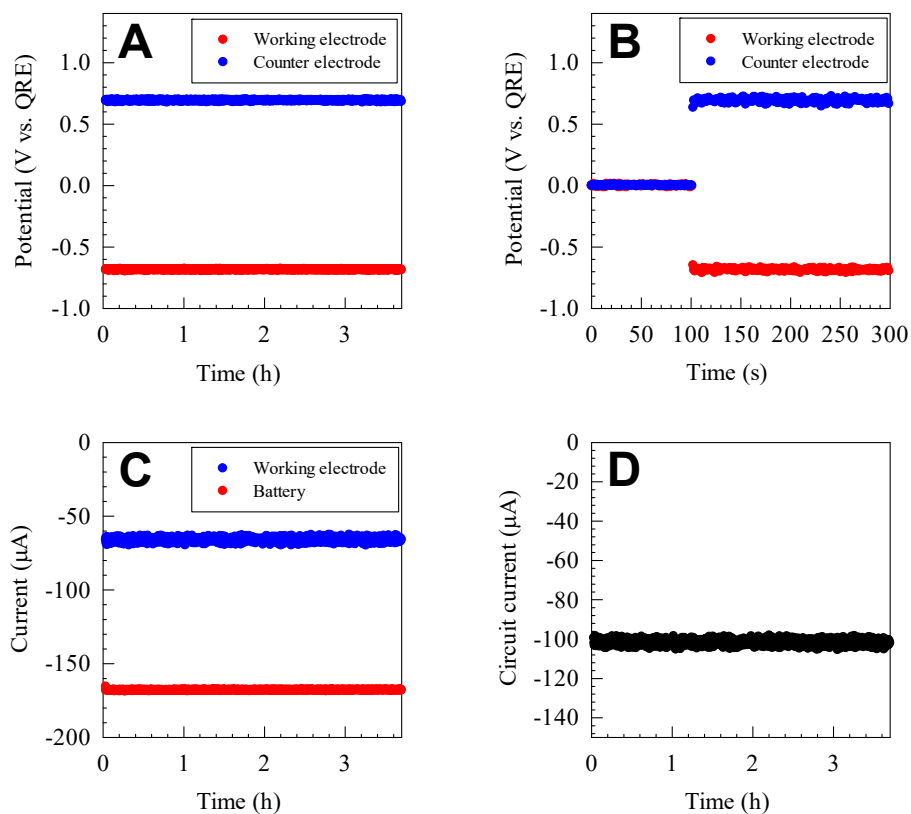 A
Working electrode
Counter electrode
1.0
0.5
0.0
-0.5
-1.0
Potential (V vs. QRE)
0
1
2
3
Time (h)
B
Working electrode
Counter electrode
1.0
0.5
0.0
-0.5
-1.0
Potential (V vs. QRE)
0
50
100
150
200
250
300
Time (s)
C
Working electrode
Battery
0
-50
-100
-150
-200
Current (µA)
0
1
2
3
Time (h)
D
0
-20
-40
-60
-80
-100
-120
-140
Circuit current (µA)
0
1
2
3
Time (h)